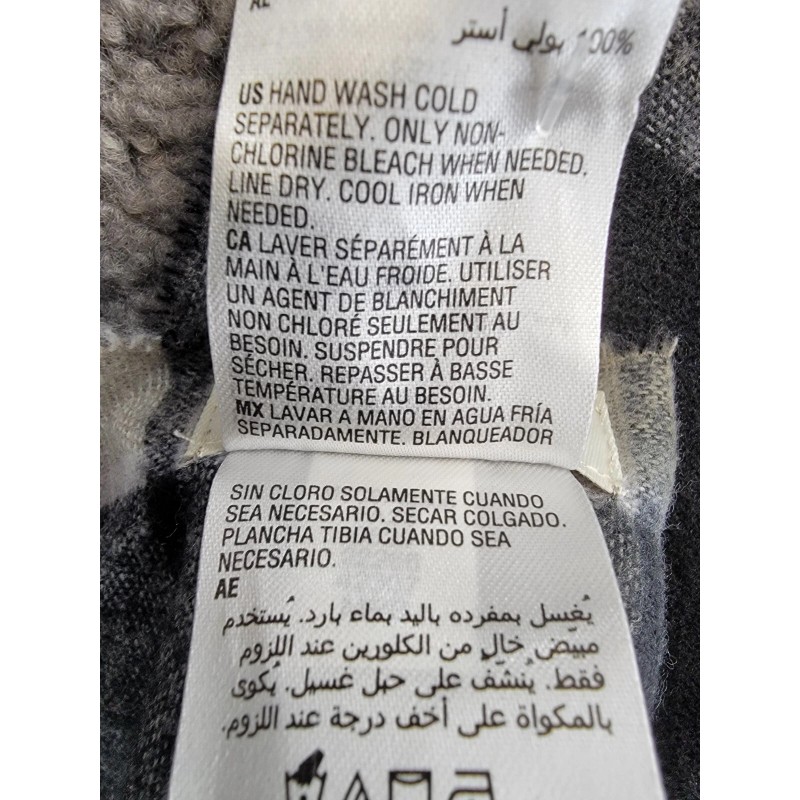 AE
100% بولي أستر
US HAND WASH COLD
SEPARATELY. ONLY NON-
CHLORINE BLEACH WHEN NEEDED.
LINE DRY. COOL IRON WHEN
NEEDED.
CA LAVER SÉPARÉMENT À LA
MAIN À L'EAU FROIDE. UTILISER
UN AGENT DE BLANCHIMENT
NON CHLORÉ SEULEMENT AU
BESOIN. SUSPENDRE POUR
SÉCHER. REPASSER À BASSE
TEMPÉRATURE AU BESOIN.
MX LAVAR A MANO EN AGUA FRÍA
SEPARADAMENTE. BLANQUEADOR
SIN CLORO SOLAMENTE CUANDO
SEA NECESARIO. SECAR COLGADO.
PLANCHA TIBIA CUANDO SEA
NECESARIO.
AE
يُغسل بمفرده باليد بماء بارد. يُستخدم
مبيّض خالٍ من الكلورين عند اللزوم
فقط. يُنشّف على حبل غسيل. يُكوى
بالمكواة على أخف درجة عند اللزوم.